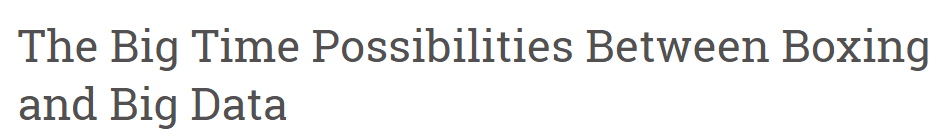 The Big Time Possibilities Between Boxing
and Big Data